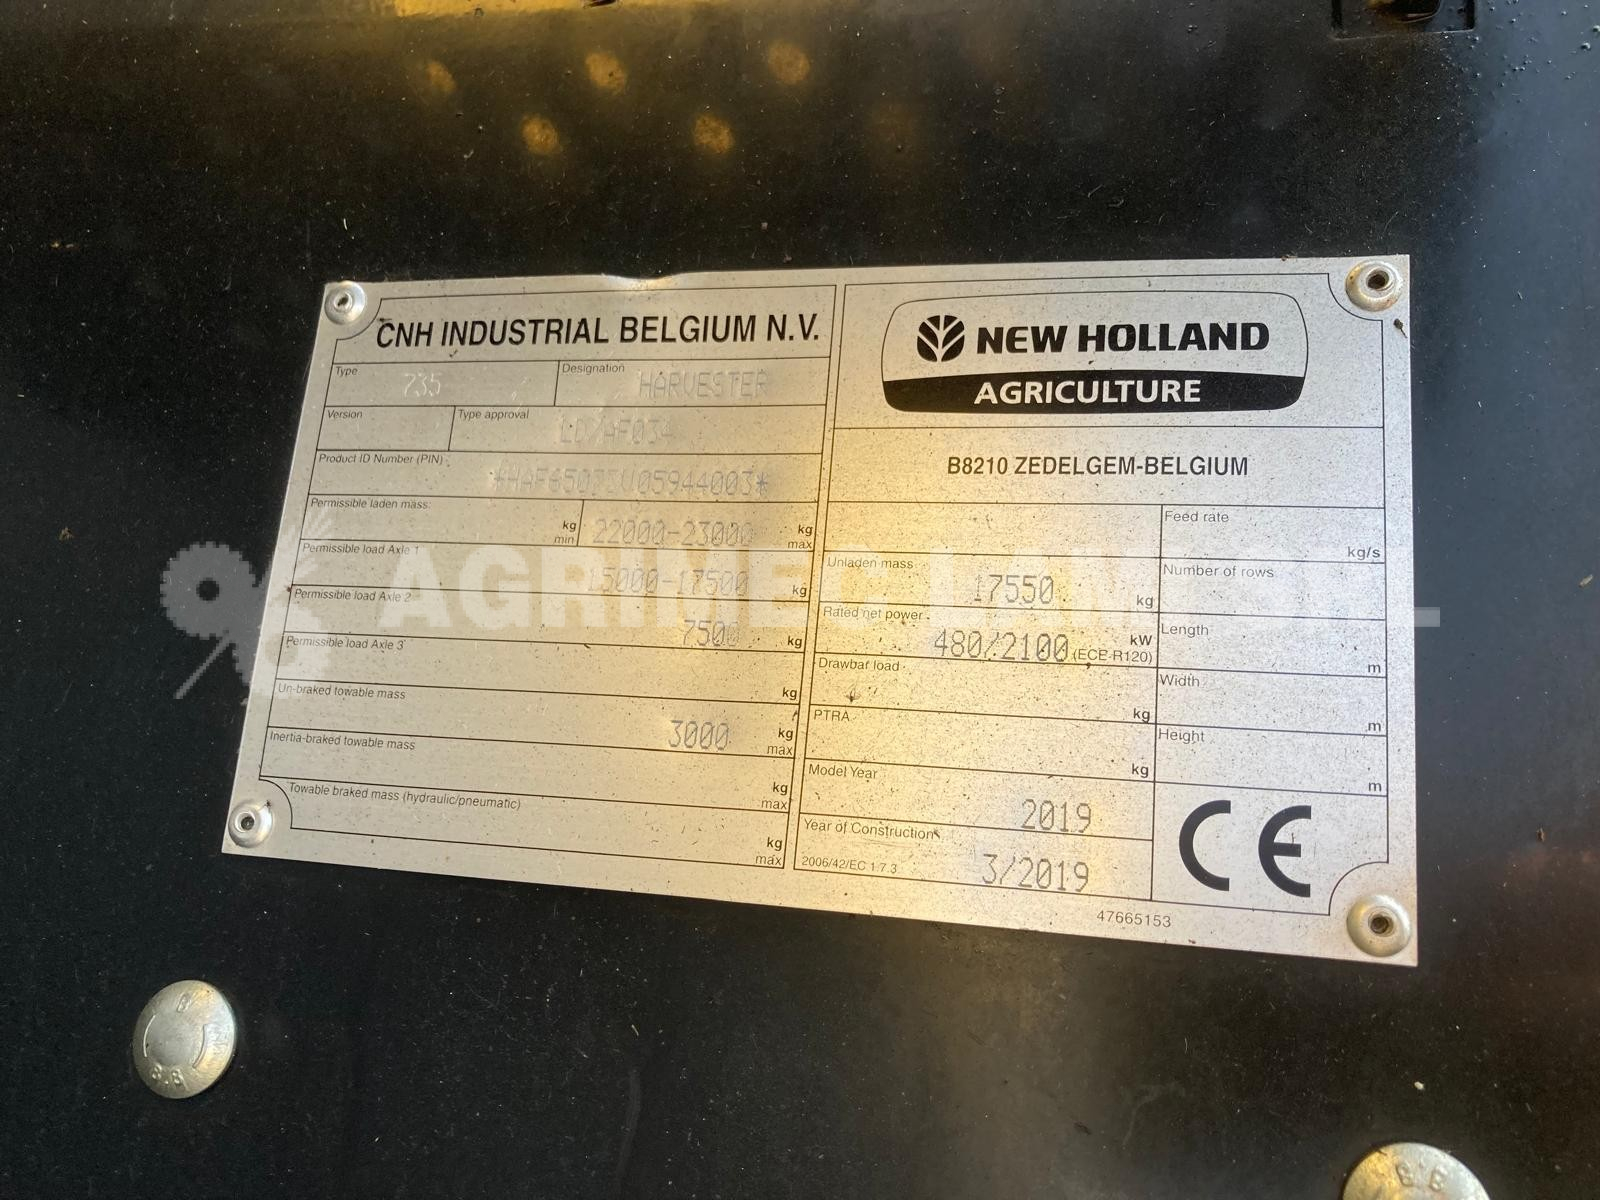 CNH INDUSTRIAL BELGIUM N.V.
Type 735
Designation HARVESTER
Version
Type approval
Product ID Number (PIN)
Permissible laden mass: kg min 22000-23000 kg max
Permissible load Axle 1 15000-17500 kg
Permissible load Axle 2 7500 kg
Permissible load Axle 3 kg
Un-braked towable mass 3000 kg max
Inertia-braked towable mass kg max
Towable braked mass (hydraulic/pneumatic) kg max
NEW HOLLAND
AGRICULTURE
B8210 ZEDELGEM-BELGIUM
Unladen mass 17550 kg
Rated net power 480/2100 kW (ECE-R120)
Drawbar load kg
PTRA kg
Model Year 2019
Year of Construction
2006/42/EC 1.7.3 3/2019
Feed rate kg/s
Number of rows
Length m
Width m
Height m
CE
47665153
8.8
8.8